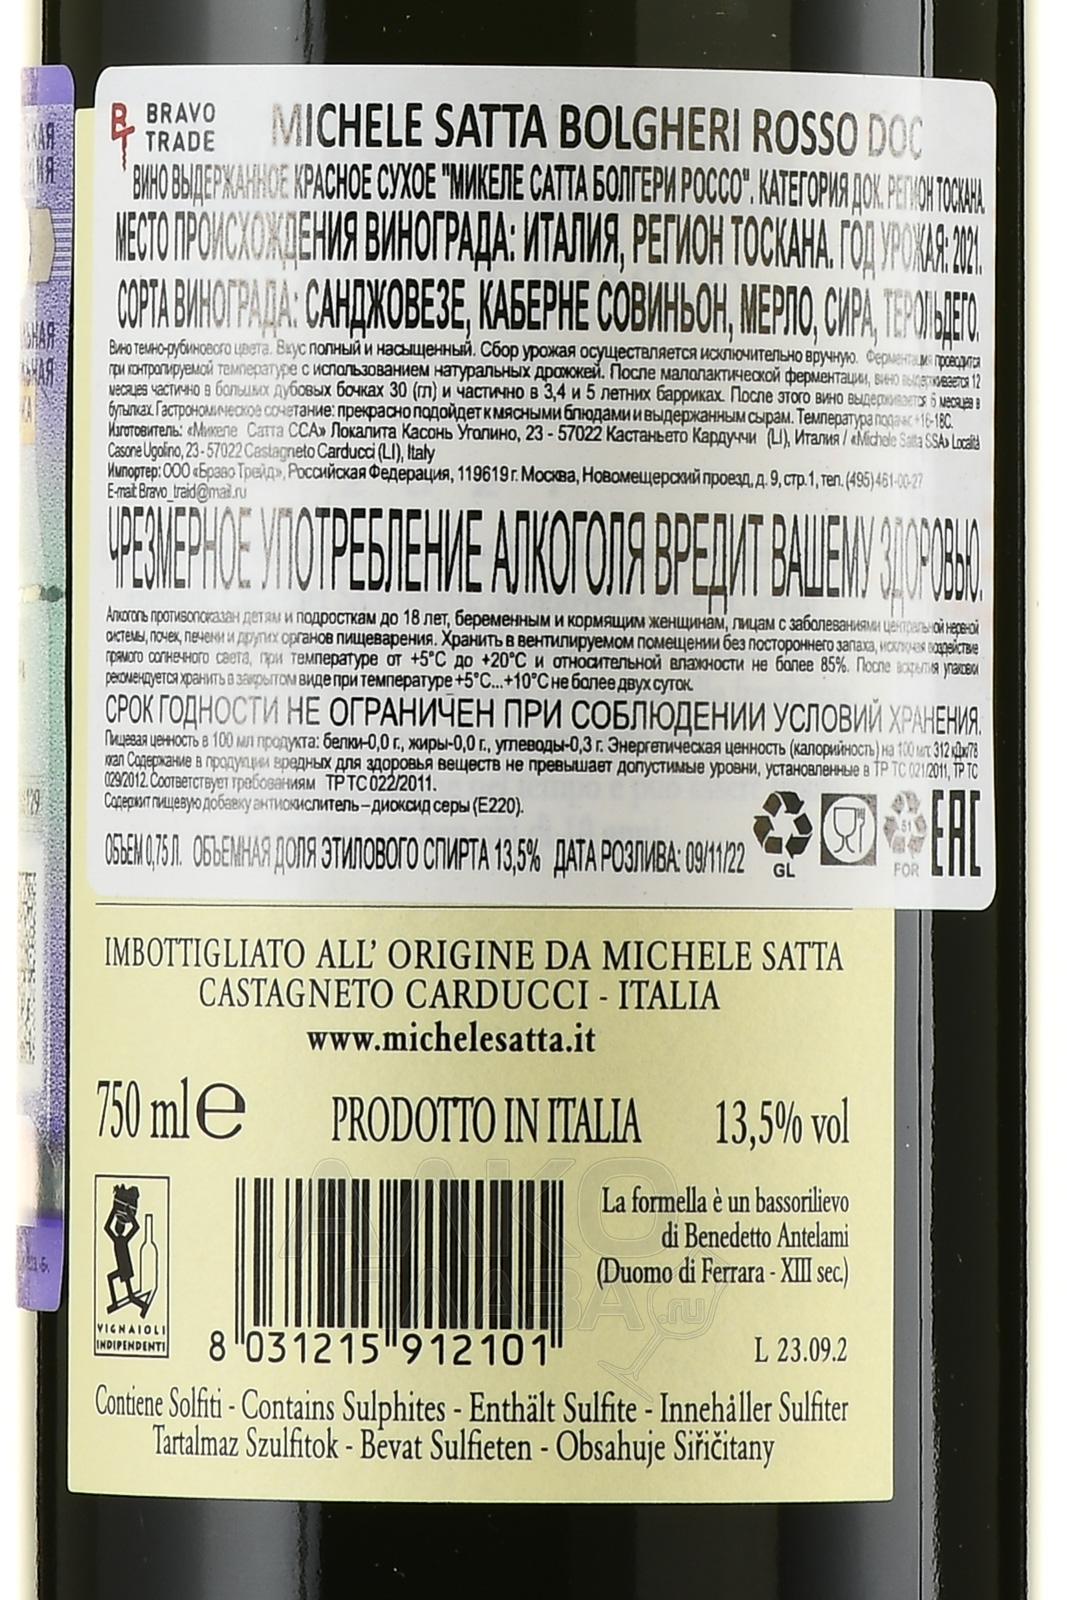 BRAVO
TRADE
MICHELE SATTA BOLGHERI ROSSO DOC
ВИНО ВЫДЕРЖАННОЕ КРАСНОЕ СУХОЕ "МИКЕЛЕ САТТА БОЛГЕРИ РОССО". КАТЕГОРИЯ ДОК. РЕГИОН ТОСКАНА.
МЕСТО ПРОИСХОЖДЕНИЯ ВИНОГРАДА: ИТАЛИЯ, РЕГИОН ТОСКАНА. ГОД УРОЖАЯ: 2021.
СОРТА ВИНОГРАДА: САНДЖОВЕЗЕ, КАБЕРНЕ СОВИНЬОН, МЕРЛО, СИРА, ТЕРОЛЬДЕГО.
Вино темно-рубинового цвета. Вкус полный и насыщенный. Сбор урожая осуществляется исключительно вручную. Ферментация проводится
при контролируемой температуре с использованием натуральных дрожжей. После малолактической ферментации, вино выдерживается 12
месяцев частично в больших дубовых бочках 30 (гл) и частично в 3,4 и 5 летних барриках. После этого вино выдерживается 6 месяцев в
бутылках. Гастрономическое сочетание: прекрасно подойдет к мясными блюдами и выдержанным сырам. Температура подачи: +16-18С.
Изготовитель: «Микеле Сатта ССА» Локалита Касонь Уголино, 23 - 57022 Кастаньето Кардуччи (LI), Италия / «Michele Satta SSA» Località
Casone Ugolino, 23 - 57022 Castagneto Carducci (LI), Italy
Импортер: ООО «Браво Трейд», Российская Федерация, 119619 г. Москва, Новомещерский проезд, д. 9, стр.1, тел. (495) 461-00-27
E-mail: Bravo_traid@mail.ru
ЧРЕЗМЕРНОЕ УПОТРЕБЛЕНИЕ АЛКОГОЛЯ ВРЕДИТ ВАШЕМУ ЗДОРОВЬЮ.
Алкоголь противопоказан детям и подросткам до 18 лет, беременным и кормящим женщинам, лицам с заболеваниями центральной нервной
системы, почек, печени и других органов пищеварения. Хранить в вентилируемом помещении без постороннего запаха, исключая воздействие
прямого солнечного света, при температуре от +5°С до +20°С и относительной влажности не более 85%. После вскрытия упаковки
рекомендуется хранить в закрытом виде при температуре +5°С...+10°С не более двух суток.
СРОК ГОДНОСТИ НЕ ОГРАНИЧЕН ПРИ СОБЛЮДЕНИИ УСЛОВИЙ ХРАНЕНИЯ.
Пищевая ценность в 100 мл продукта: белки-0,0 г., жиры-0,0 г., углеводы-0,3 г. Энергетическая ценность (калорийность) на 100 мл: 312 кДж/78
ккал Содержание в продукции вредных для здоровья веществ не превышает допустимые уровни, установленные в ТР ТС 021/2011, ТР ТС
029/2012. Соответствует требованиям ТР ТС 022/2011.
Содержит пищевую добавку антиокислитель – диоксид серы (Е220).
ОБЪЕМ 0,75 Л. ОБЪЕМНАЯ ДОЛЯ ЭТИЛОВОГО СПИРТА 13,5% ДАТА РОЗЛИВА: 09/11/22
GL
51
FOR
EAC
IMBOTTIGLIATO ALL' ORIGINE DA MICHELE SATTA
CASTAGNETO CARDUCCI - ITALIA
www.michelesatta.it
750 ml e PRODOTTO IN ITALIA 13,5% vol
La formella è un bassorilievo
di Benedetto Antelami
(Duomo di Ferrara - XIII sec.)
VIGNAIOLI
INDIPENDENTI
8 031215 912101
L 23.09.2
Contiene Solfiti - Contains Sulphites - Enthält Sulfite - Innehåller Sulfiter
Tartalmaz Szulfitok - Bevat Sulfieten - Obsahuje Siřičitany
АЛКО
ГЛАВА
.ru